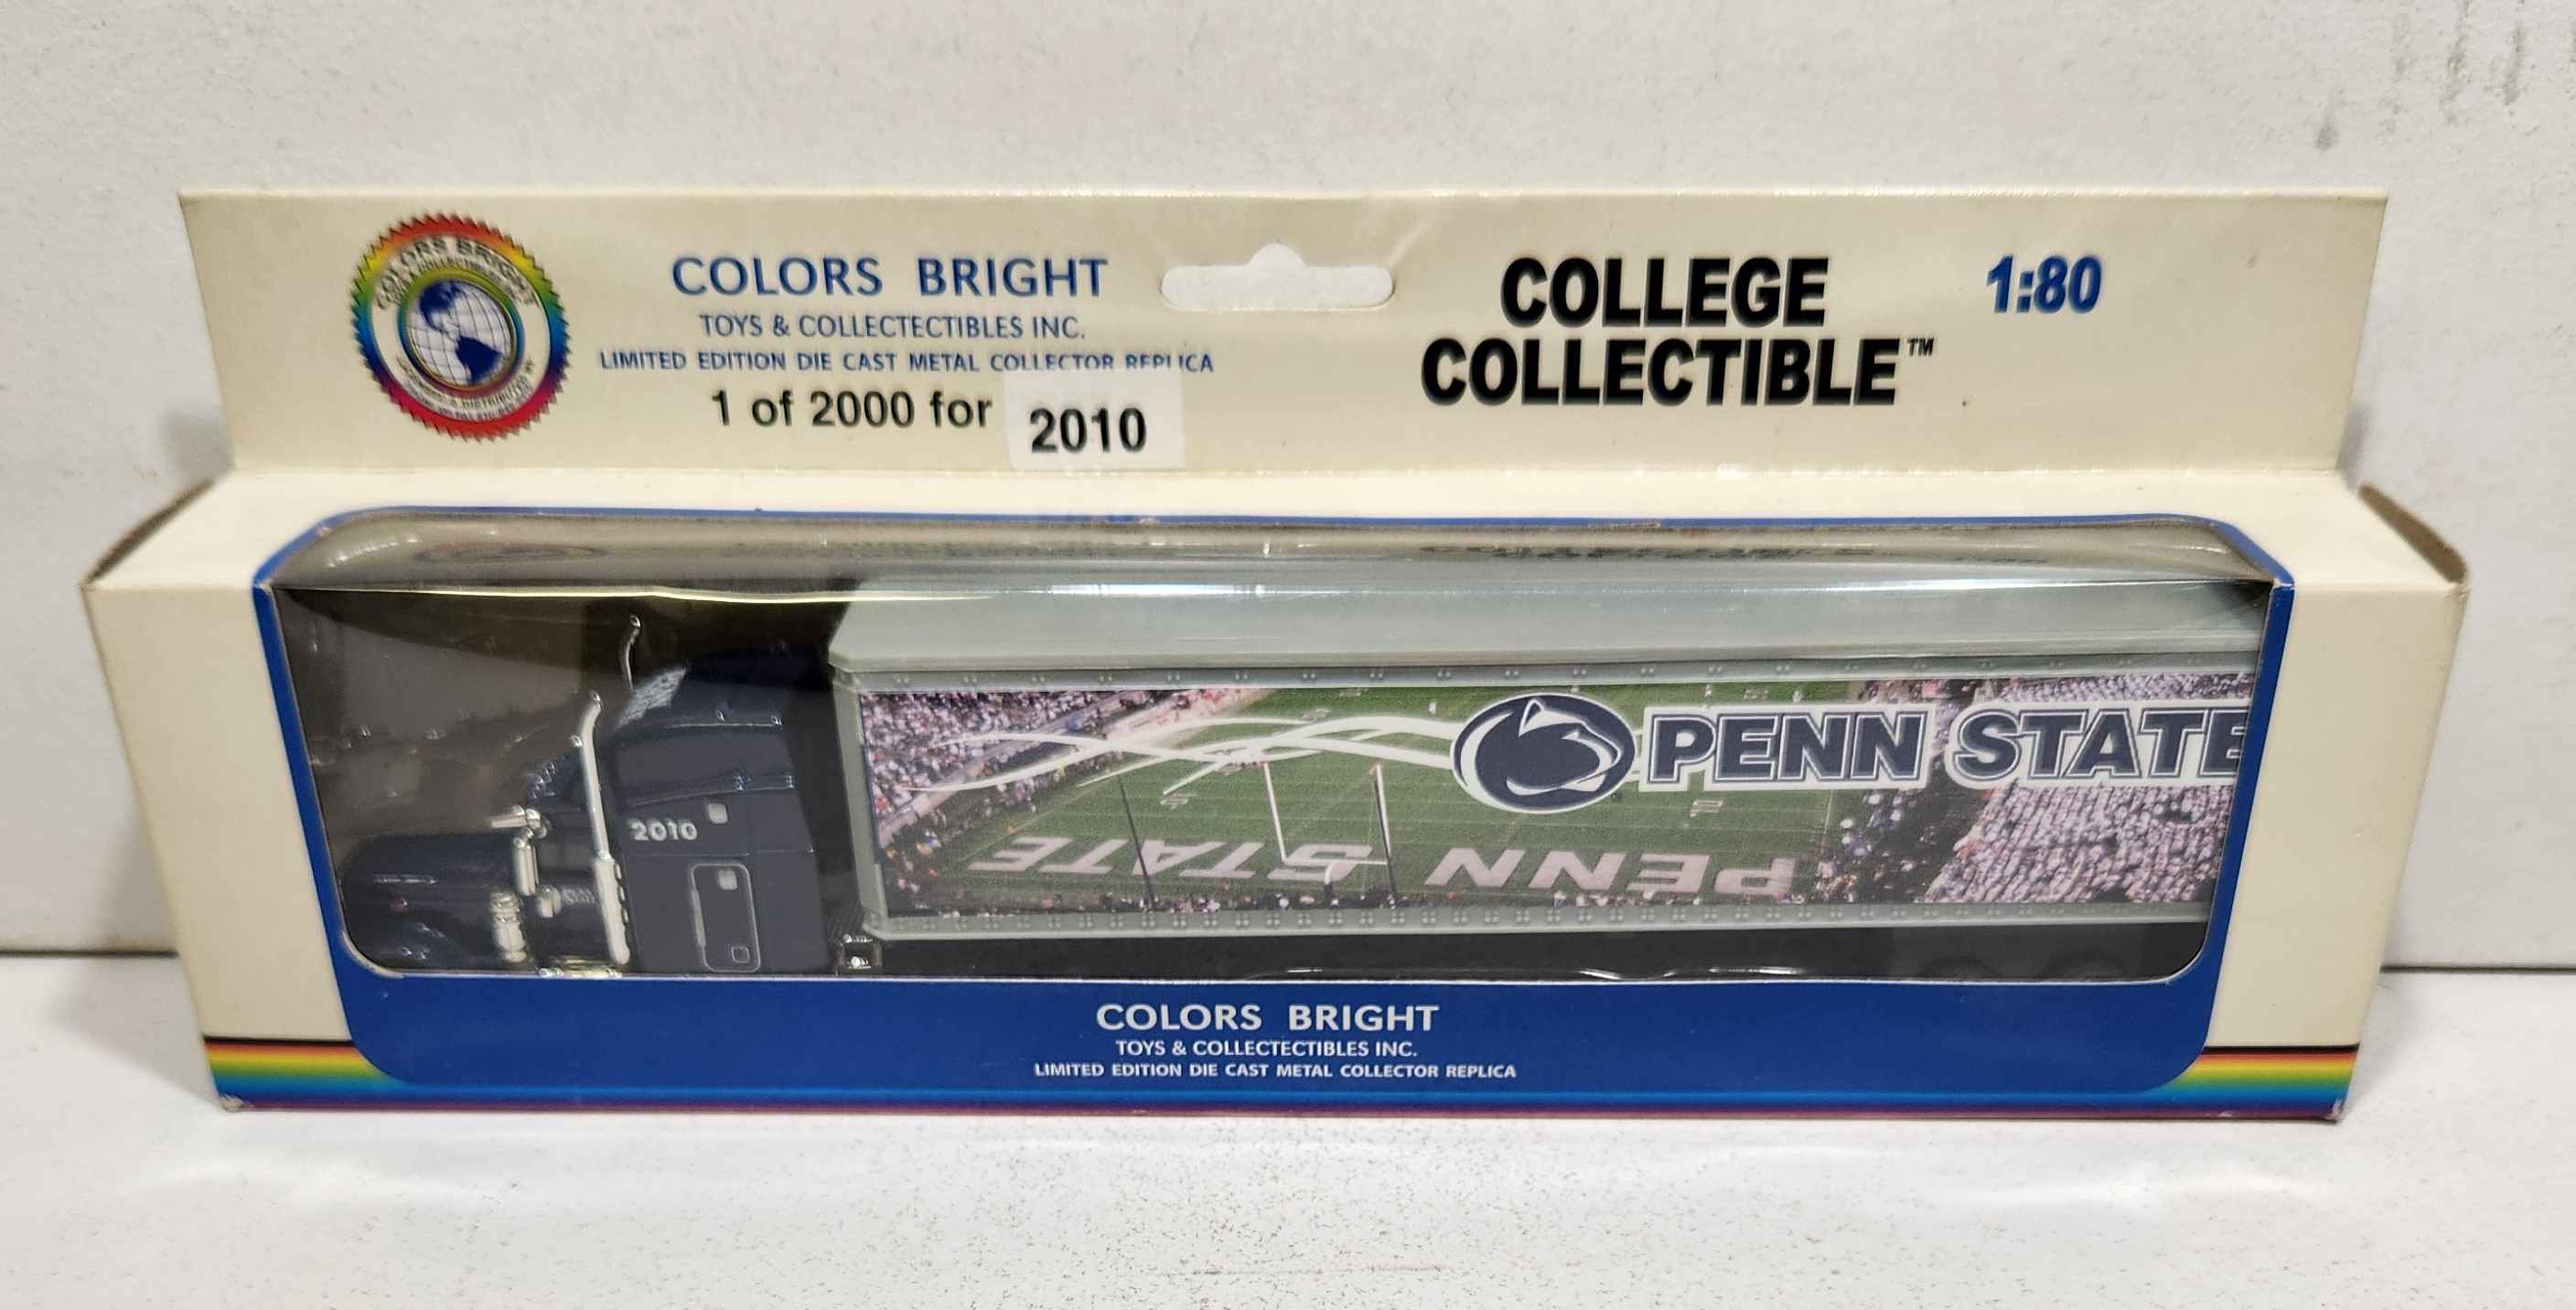 COLORS BRIGHT
COLORS BRIGHT
TOYS & COLLECTECTIBLES INC.
LIMITED EDITION DIE CAST METAL COLLECTOR REPLICA
1 of 2000 for
2010
COLLEGE
COLLECTIBLE™
1:80
2010
PENN STATE
PENN STATE
COLORS BRIGHT
TOYS & COLLECTECTIBLES INC.
LIMITED EDITION DIE CAST METAL COLLECTOR REPLICA